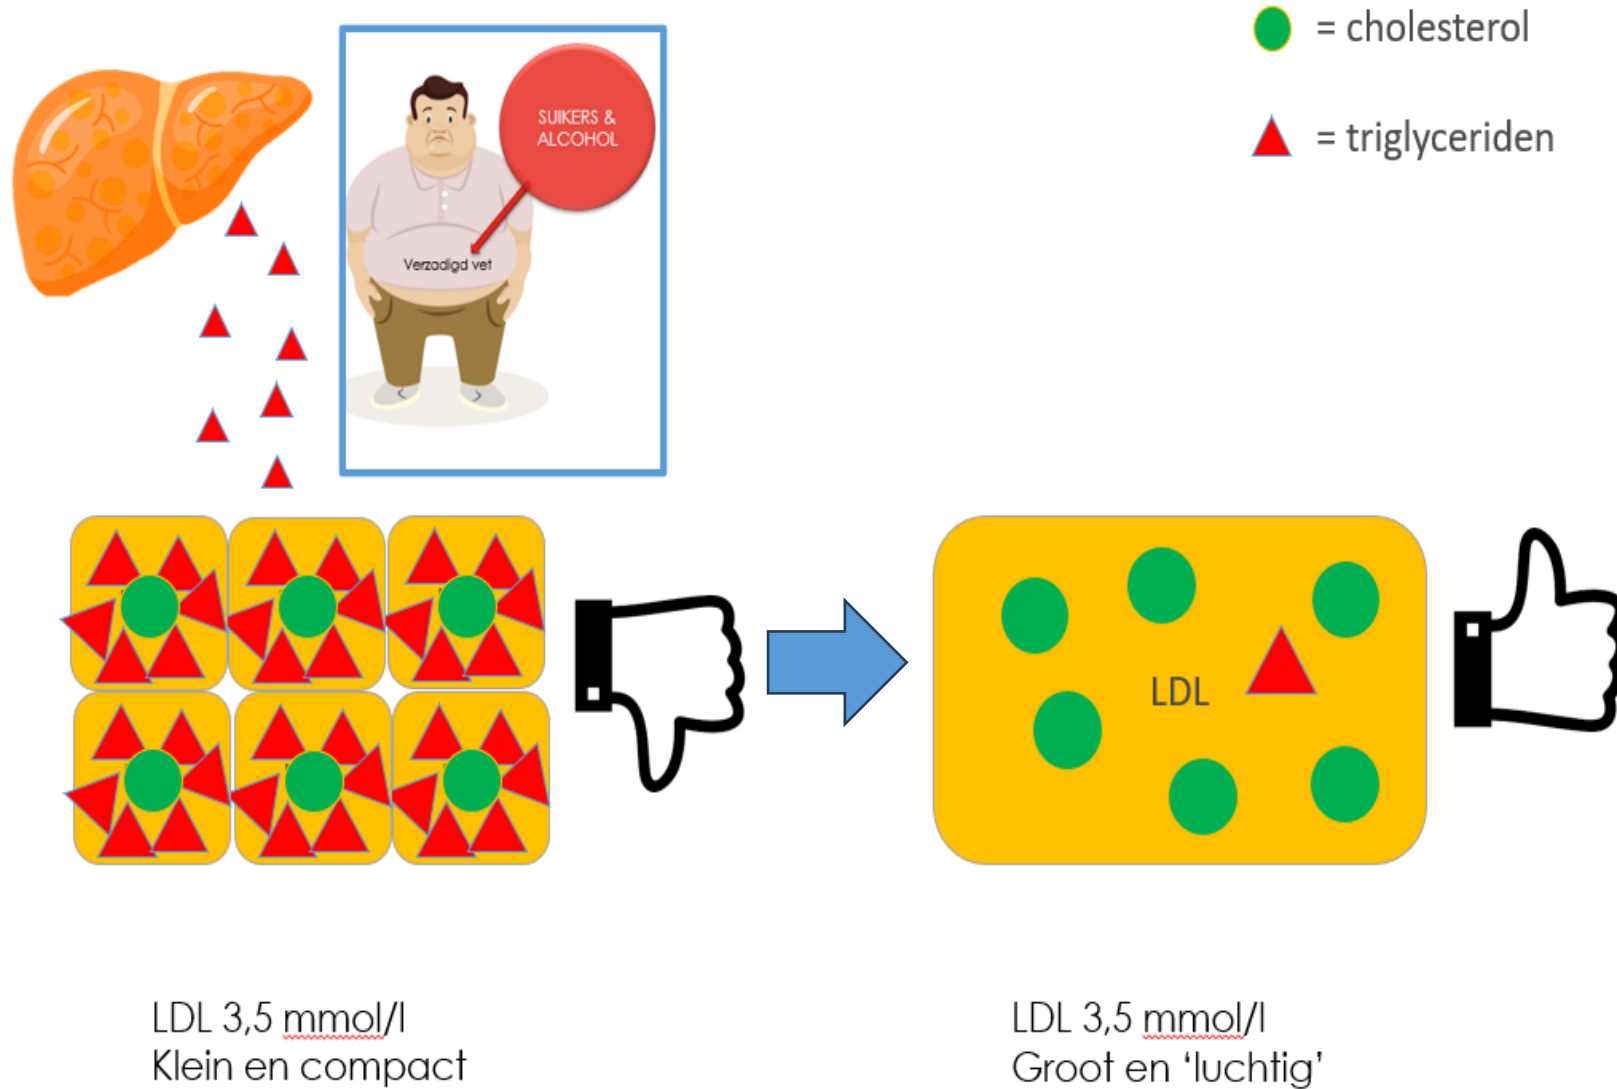 = cholesterol
= triglyceriden
SUIKERS &
ALCOHOL
Verzadigd vet
LDL
LDL 3,5 mmol/l
Klein en compact
LDL 3,5 mmol/l
Groot en ‘luchtig’